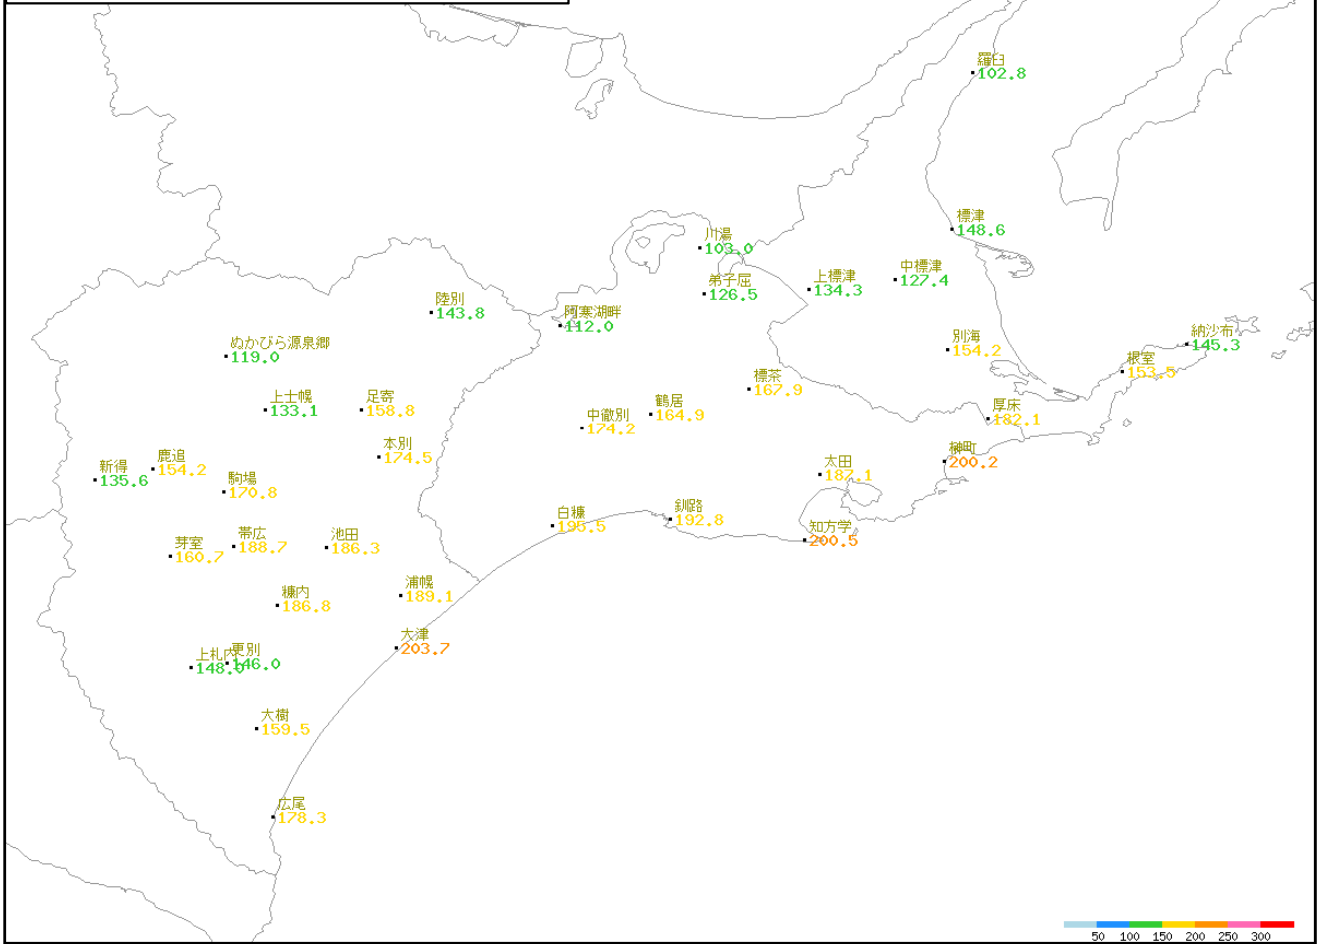 羅臼
102.8
標津
148.6
川湯
103.0
中標津
127.4
上標津
134.3
弟子屈
126.5
陸別
143.8
阿寒湖畔
112.0
納沙布
145.3
ぬかびら源泉郷
119.0
別海
154.2
根室
153.5
標茶
167.9
上士幌
133.1
足寄
158.8
鶴居
164.9
厚床
182.1
中徹別
174.2
本別
174.5
榊町
200.2
鹿追
154.2
太田
187.1
新得
135.6
駒場
170.8
釧路
192.8
白糠
195.5
知方学
200.5
帯広
188.7
池田
186.3
芽室
160.7
浦幌
189.1
糠内
186.8
大津
203.7
更別
146.0
上札内
148.0
大樹
159.5
広尾
178.3
50 100 150 200 250 300